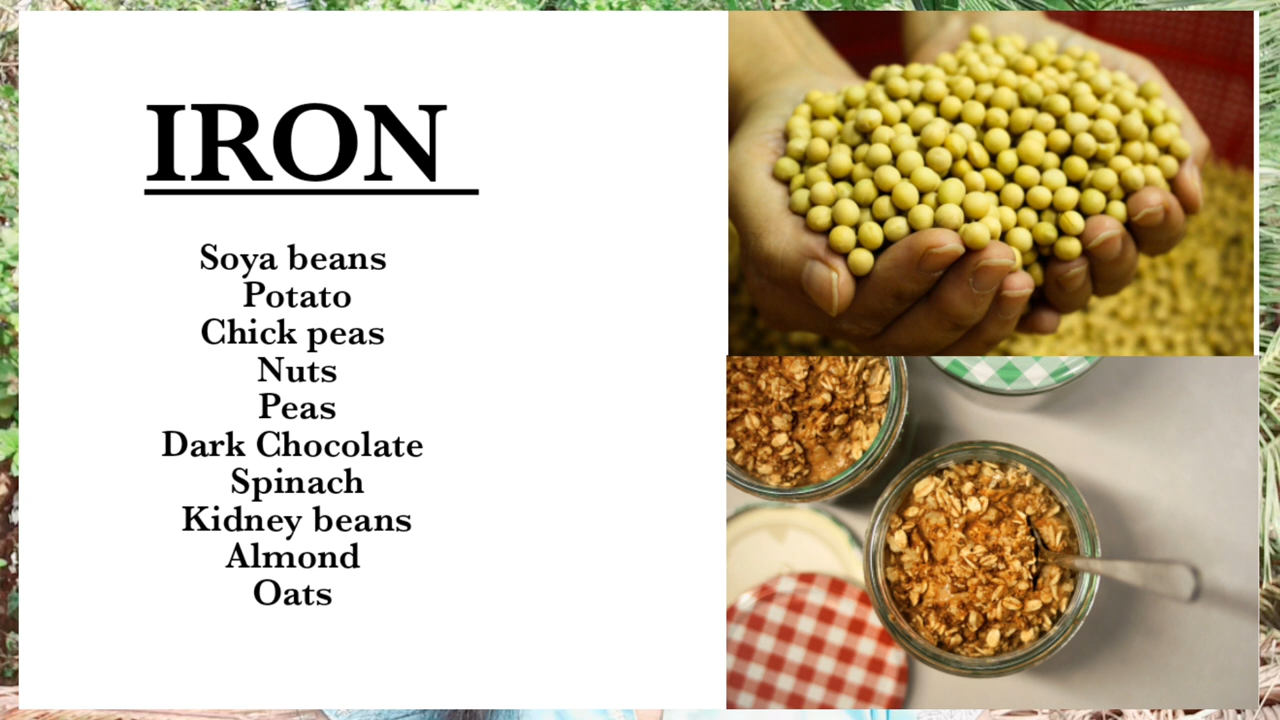 IRON
Soya beans
Potato
Chick peas
Nuts
Peas
Dark Chocolate
Spinach
Kidney beans
Almond
Oats